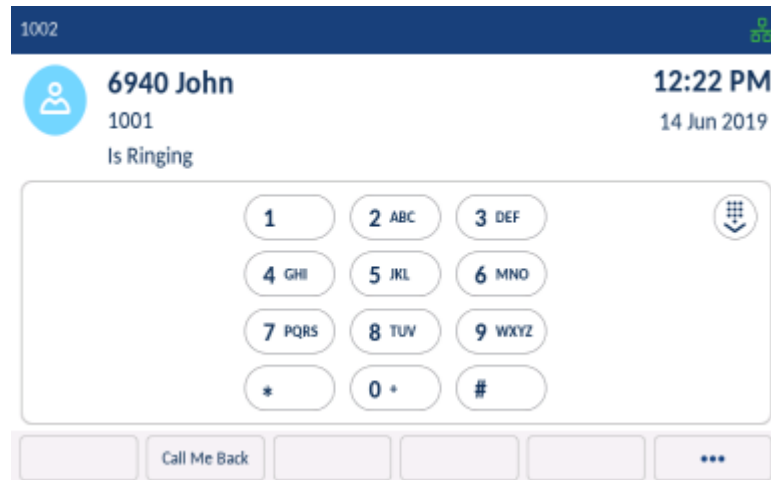 1002
6940 John
12:22 PM
1001
14 Jun 2019
Is Ringing
1
2 ABC
3 DEF
4 GHI
5 JKL
6 MNO
7 PQRS
8 TUV
9 WXYZ
*
0 +
#
Call Me Back
•••